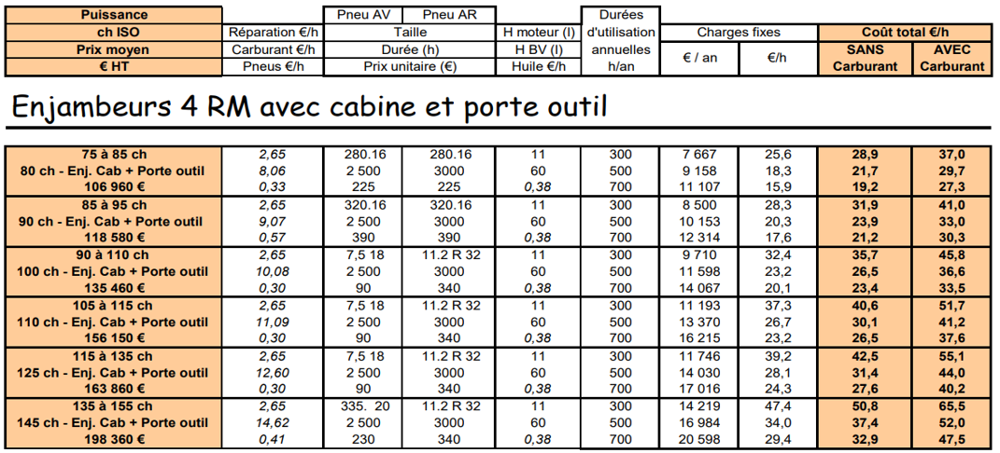 Puissance Pneu AV Pneu AR Durées
ch ISO Réparation €/h Taille H moteur (l) d'utilisation Charges fixes Coût total €/h
Prix moyen Carburant €/h Durée (h) H BV (l) annuelles € / an €/h SANS AVEC
€ HT Pneus €/h Prix unitaire (€) Huile €/h h/an Carburant Carburant
Enjambeurs 4 RM avec cabine et porte outil
75 à 85 ch 2,65 280.16 280.16 11 300 7 667 25,6 28,9 37,0
80 ch - Enj. Cab + Porte outil 8,06 2 500 3000 60 500 9 158 18,3 21,7 29,7
106 960 € 0,33 225 225 0,38 700 11 107 15,9 19,2 27,3
85 à 95 ch 2,65 320.16 320.16 11 300 8 500 28,3 31,9 41,0
90 ch - Enj. Cab + Porte outil 9,07 2 500 3000 60 500 10 153 20,3 23,9 33,0
118 580 € 0,57 390 390 0,38 700 12 314 17,6 21,2 30,3
90 à 110 ch 2,65 7,5 18 11.2 R 32 11 300 9 710 32,4 35,7 45,8
100 ch - Enj. Cab + Porte outil 10,08 2 500 3000 60 500 11 598 23,2 26,5 36,6
135 460 € 0,30 90 340 0,38 700 14 067 20,1 23,4 33,5
105 à 115 ch 2,65 7,5 18 11.2 R 32 11 300 11 193 37,3 40,6 51,7
110 ch - Enj. Cab + Porte outil 11,09 2 500 3000 60 500 13 370 26,7 30,1 41,2
156 150 € 0,30 90 340 0,38 700 16 215 23,2 26,5 37,6
115 à 135 ch 2,65 7,5 18 11.2 R 32 11 300 11 746 39,2 42,5 55,1
125 ch - Enj. Cab + Porte outil 12,60 2 500 3000 60 500 14 030 28,1 31,4 44,0
163 860 € 0,30 90 340 0,38 700 17 016 24,3 27,6 40,2
135 à 155 ch 2,65 335. 20 11.2 R 32 11 300 14 219 47,4 50,8 65,5
145 ch - Enj. Cab + Porte outil 14,62 2 500 3000 60 500 16 984 34,0 37,4 52,0
198 360 € 0,41 230 340 0,38 700 20 598 29,4 32,9 47,5